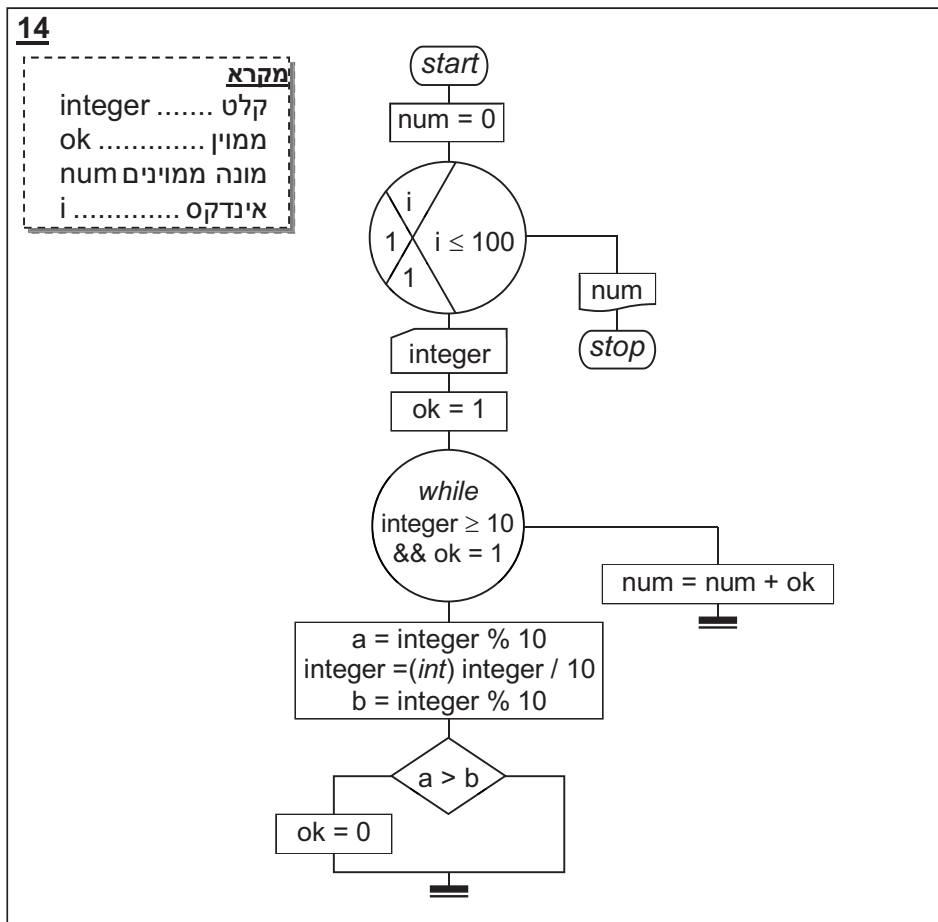 14
מקרא
קלט ....... integer
ממוין ............. ok
מונה ממוינים num
אינדקס ............. i
start
num = 0
i
1
1
i ≤ 100
num
stop
integer
ok = 1
while
integer ≥ 10
&& ok = 1
num = num + ok
a = integer % 10
integer =(int) integer / 10
b = integer % 10
a > b
ok = 0